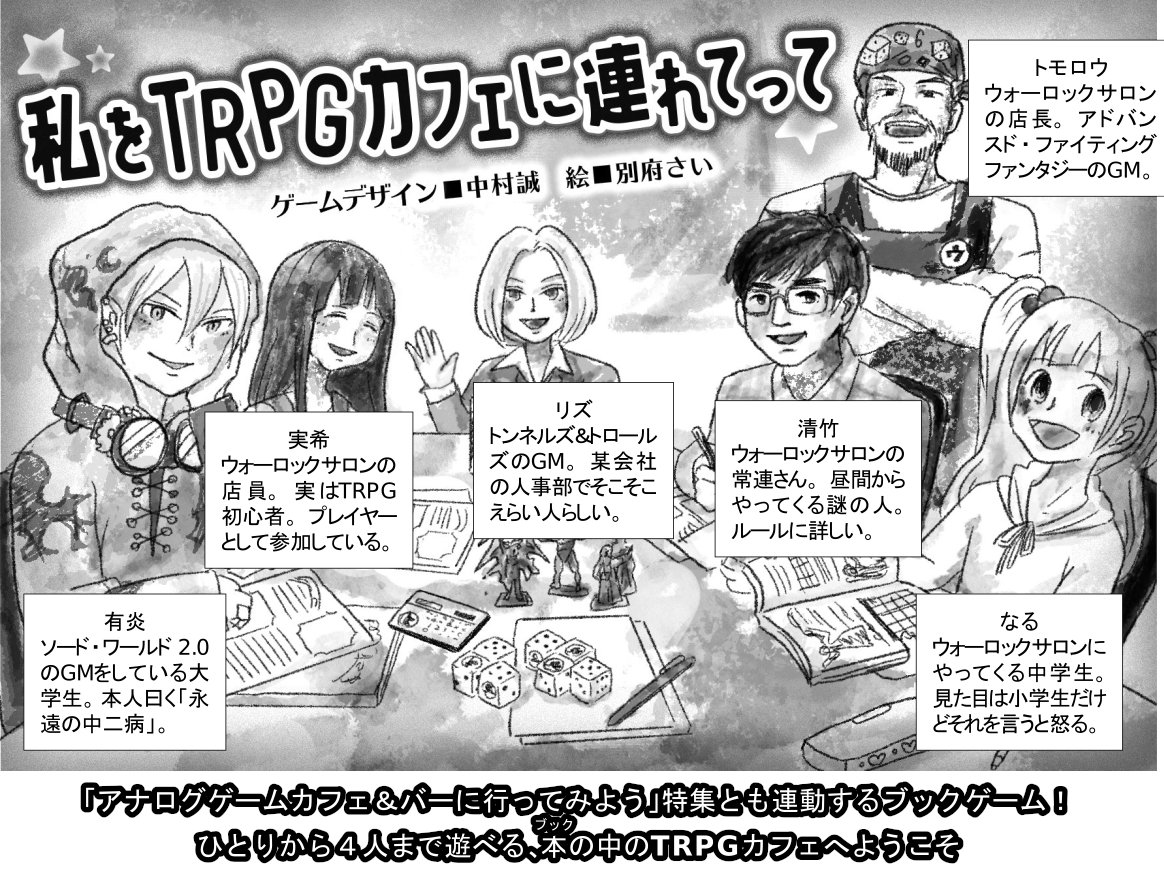 私をTRPGカフェに連れてって
ゲームデザイン■中村誠　絵■別府さい
トモロウ
ウォーロックサロン
の店長。アドバン
スド・ファイティング
ファンタジーのGM。
ウ
実希
ウォーロックサロンの
店員。実はTRPG
初心者。プレイヤー
として参加している。
リズ
トンネルズ&トロール
ズのGM。某会社
の人事部でそこそこ
えらい人らしい。
清竹
ウォーロックサロンの
常連さん。昼間から
やってくる謎の人。
ルールに詳しい。
有炎
ソード・ワールド 2.0
のGMをしている大
学生。本人曰く「永
遠の中二病」。
なる
ウォーロックサロンに
やってくる中学生。
見た目は小学生だけ
どそれを言うと怒る。
「アナログゲームカフェ＆バーに行ってみよう」特集とも連動するブックゲーム！
ブック
ひとりから４人まで遊べる、本の中のTRPGカフェへようこそ